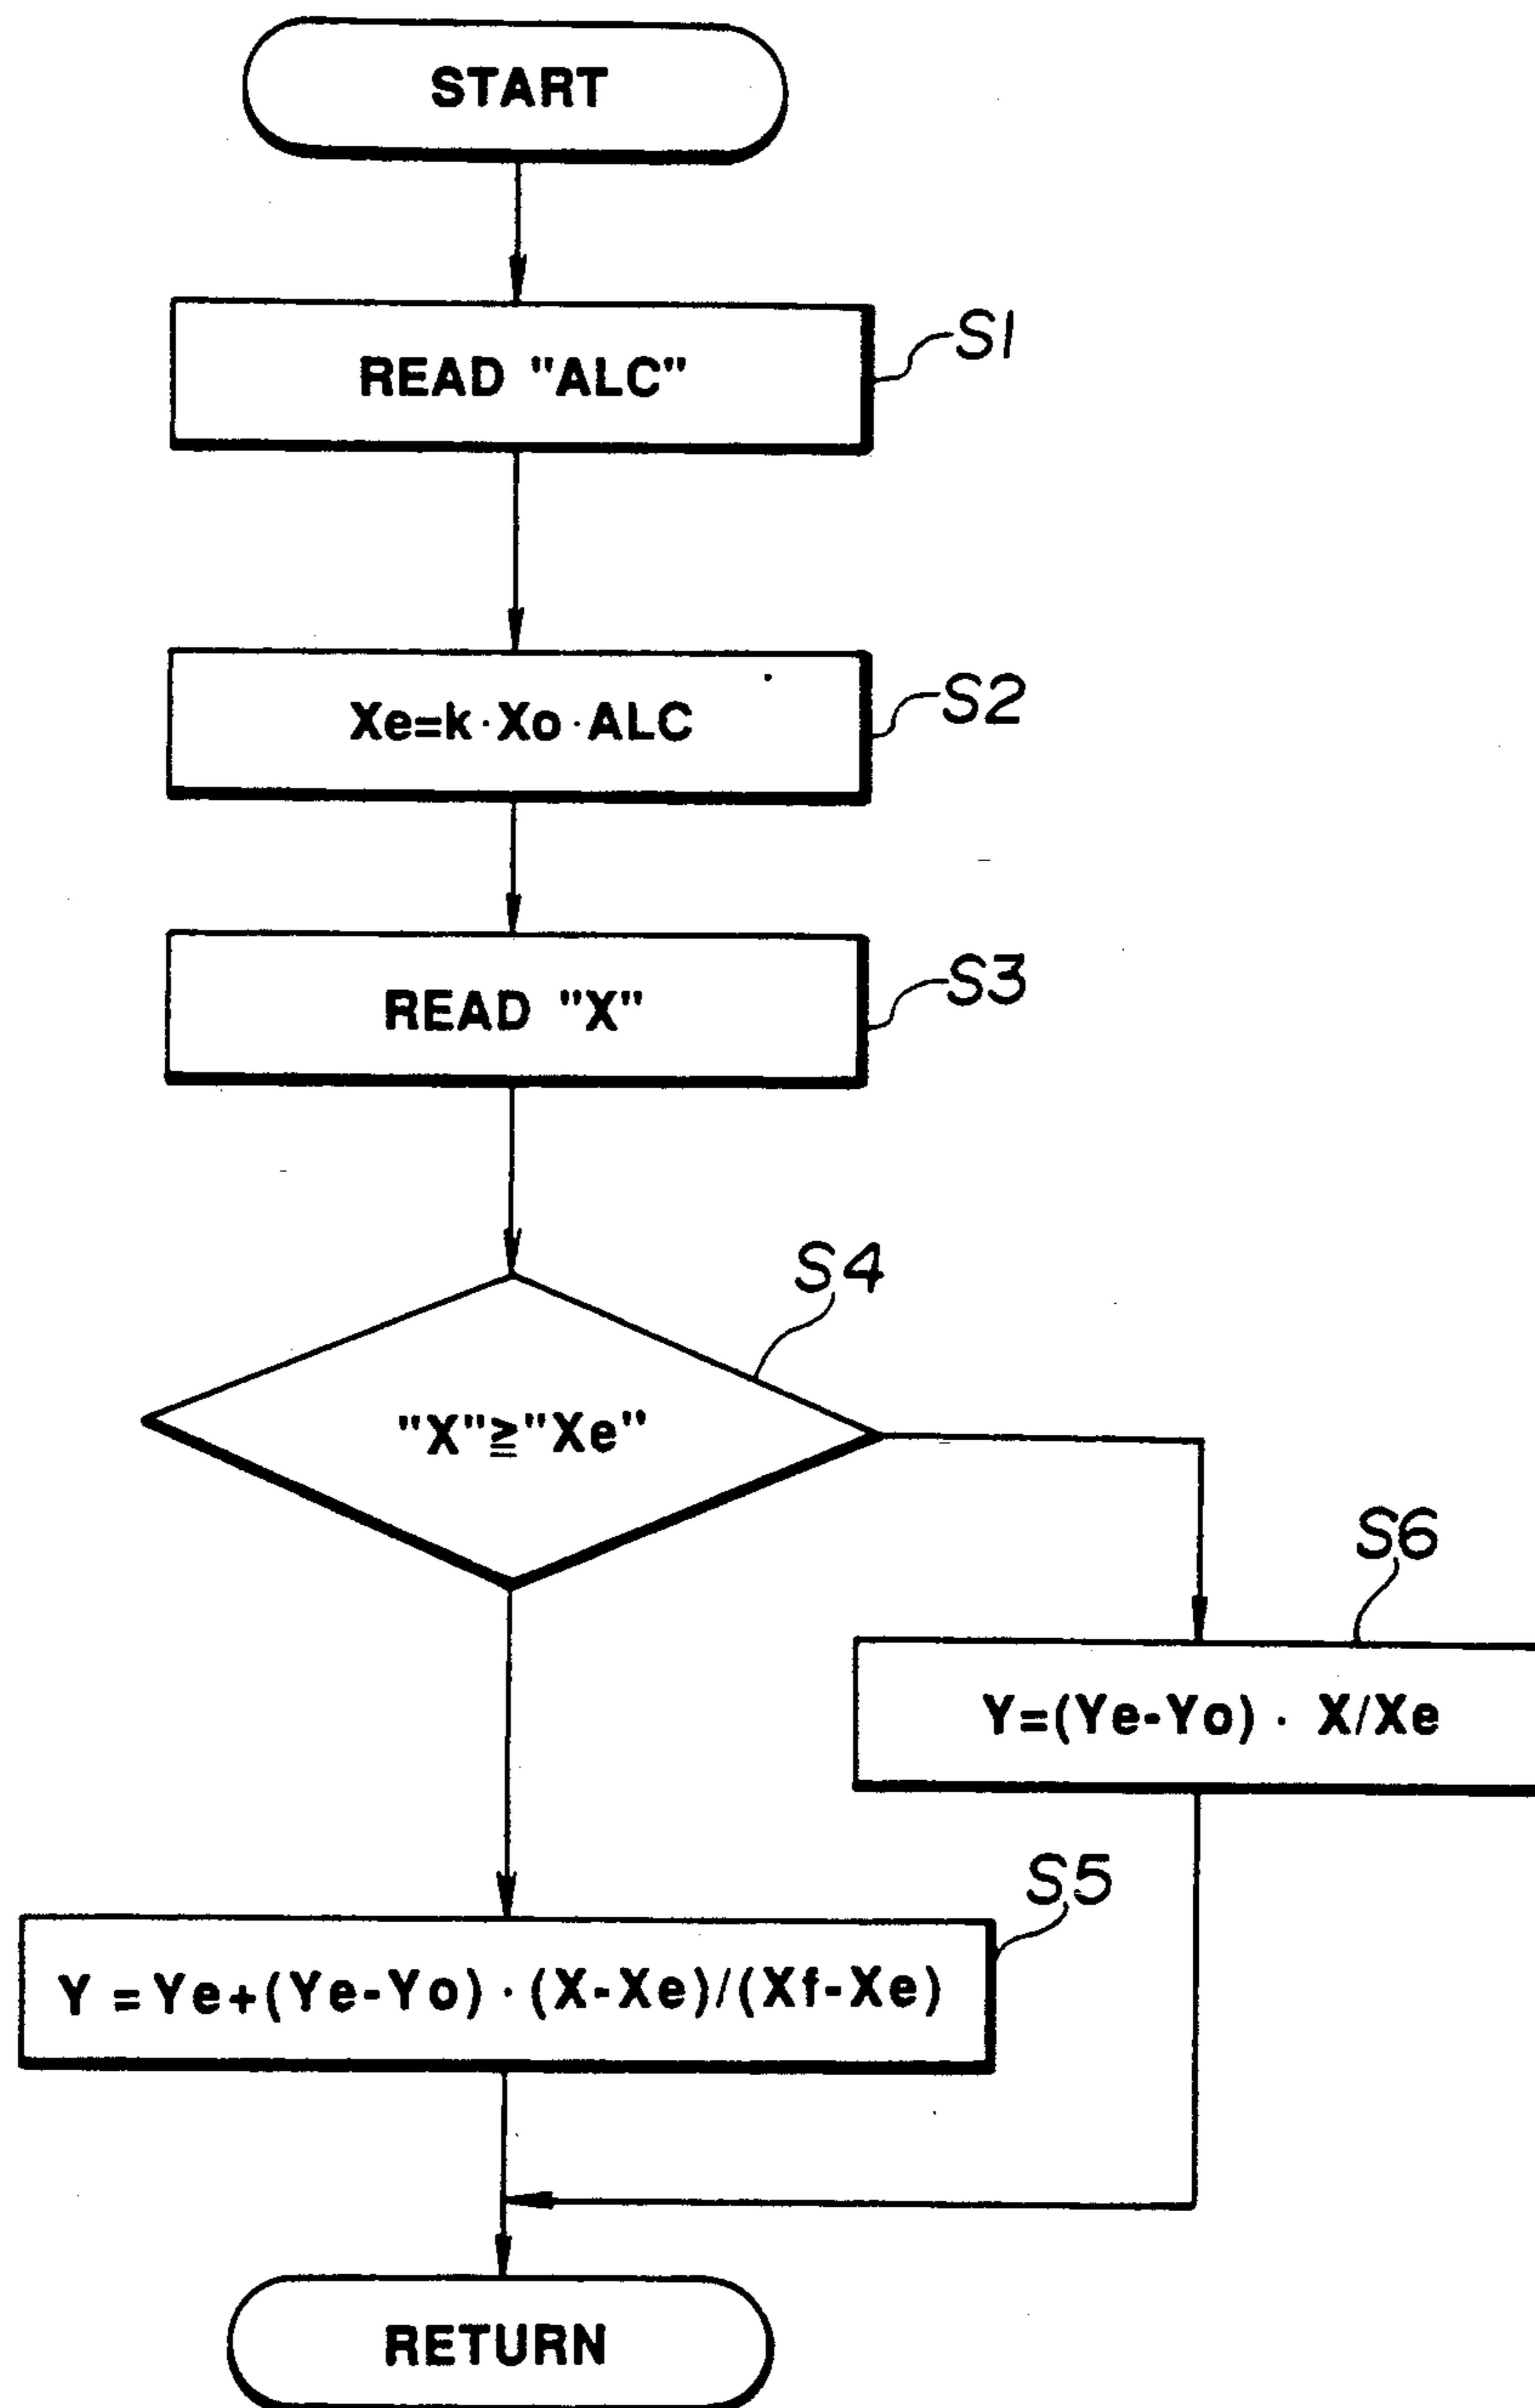 START
READ "ALC"
S1
Xe=k·Xo·ALC
S2
READ "X"
S3
S4
"X"≧"Xe"
S6
Y=(Ye-Yo)· X/Xe
S5
Y =Ye+(Ye-Yo)·(X-Xe)/(Xf-Xe)
RETURN